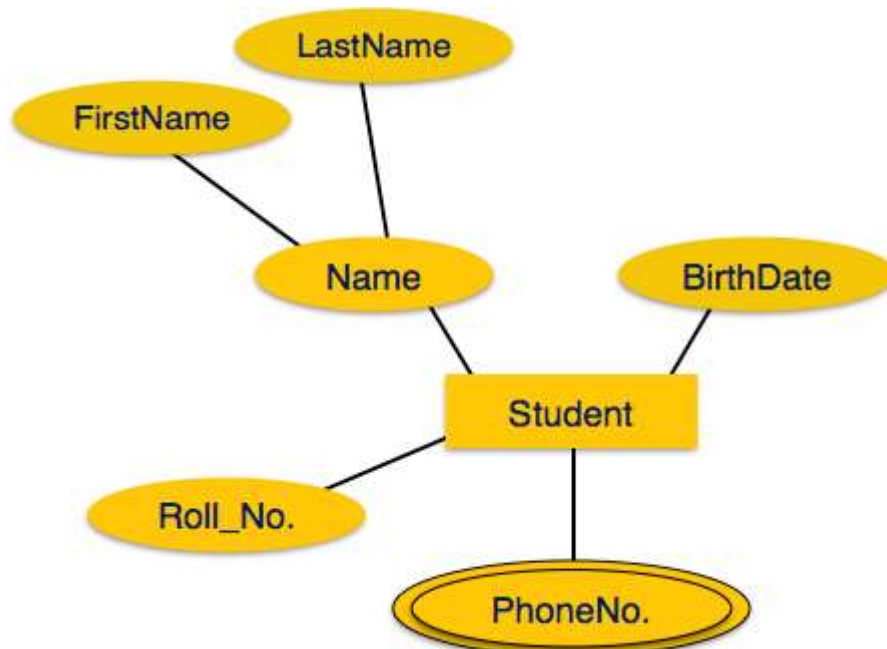 LastName
FirstName
Name
BirthDate
Student
Roll_No.
PhoneNo.